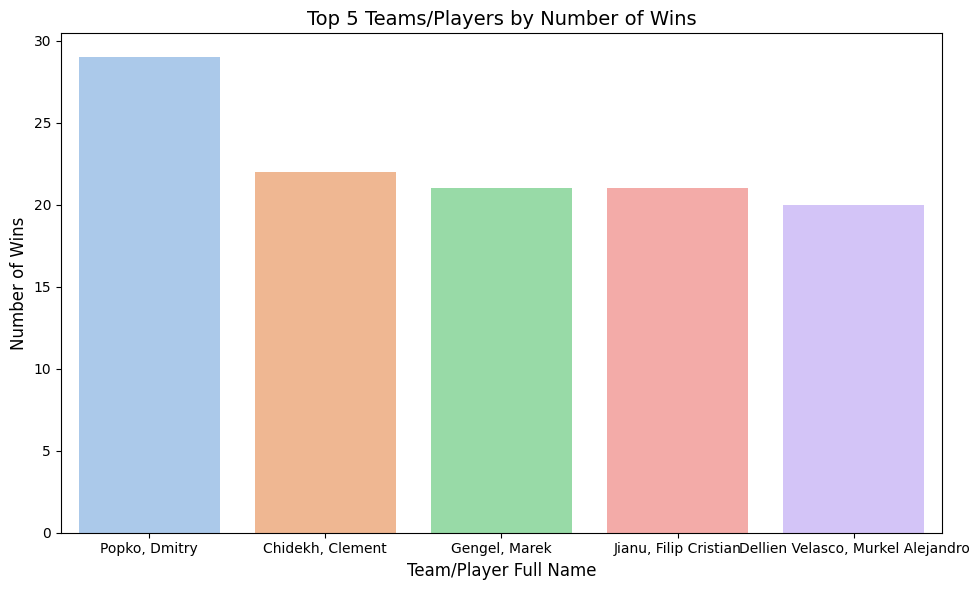 Top 5 Teams/Players by Number of Wins
Number of Wins
30
25
20
15
10
5
0
Popko, Dmitry
Chidekh, Clement
Gengel, Marek
Jianu, Filip Cristian
Dellien Velasco, Murkel Alejandro
Team/Player Full Name